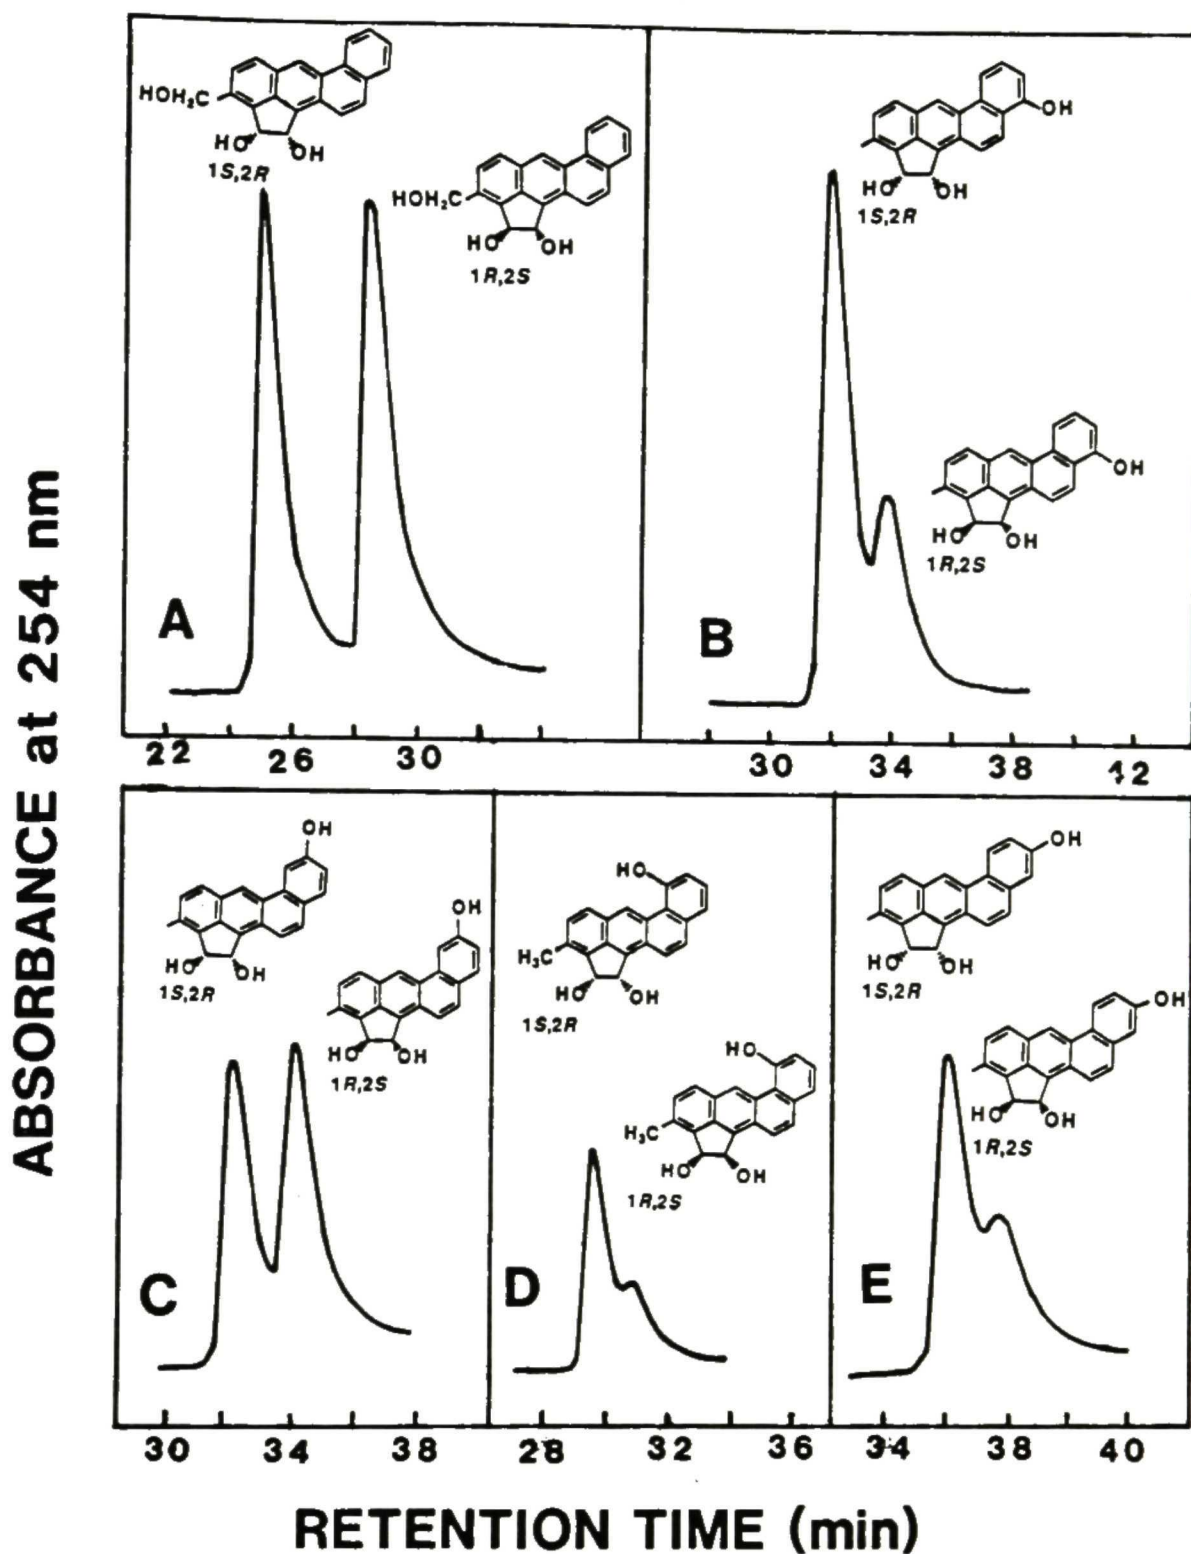 ABSORBANCE at 254 nm
HOH₂C
HO
OH
1S,2R
HOH₂C
HO
OH
1R,2S
A
22 26 30
OH
HO
OH
1S,2R
OH
HO
OH
1R,2S
B
30 34 38 42
OH
HO
OH
1S,2R
OH
HO
OH
1R,2S
C
30 34 38
HO
H₃C
HO
OH
1S,2R
HO
H₃C
HO
OH
1R,2S
D
28 32 36
OH
HO
OH
1S,2R
OH
HO
OH
1R,2S
E
34 38 40
RETENTION TIME (min)